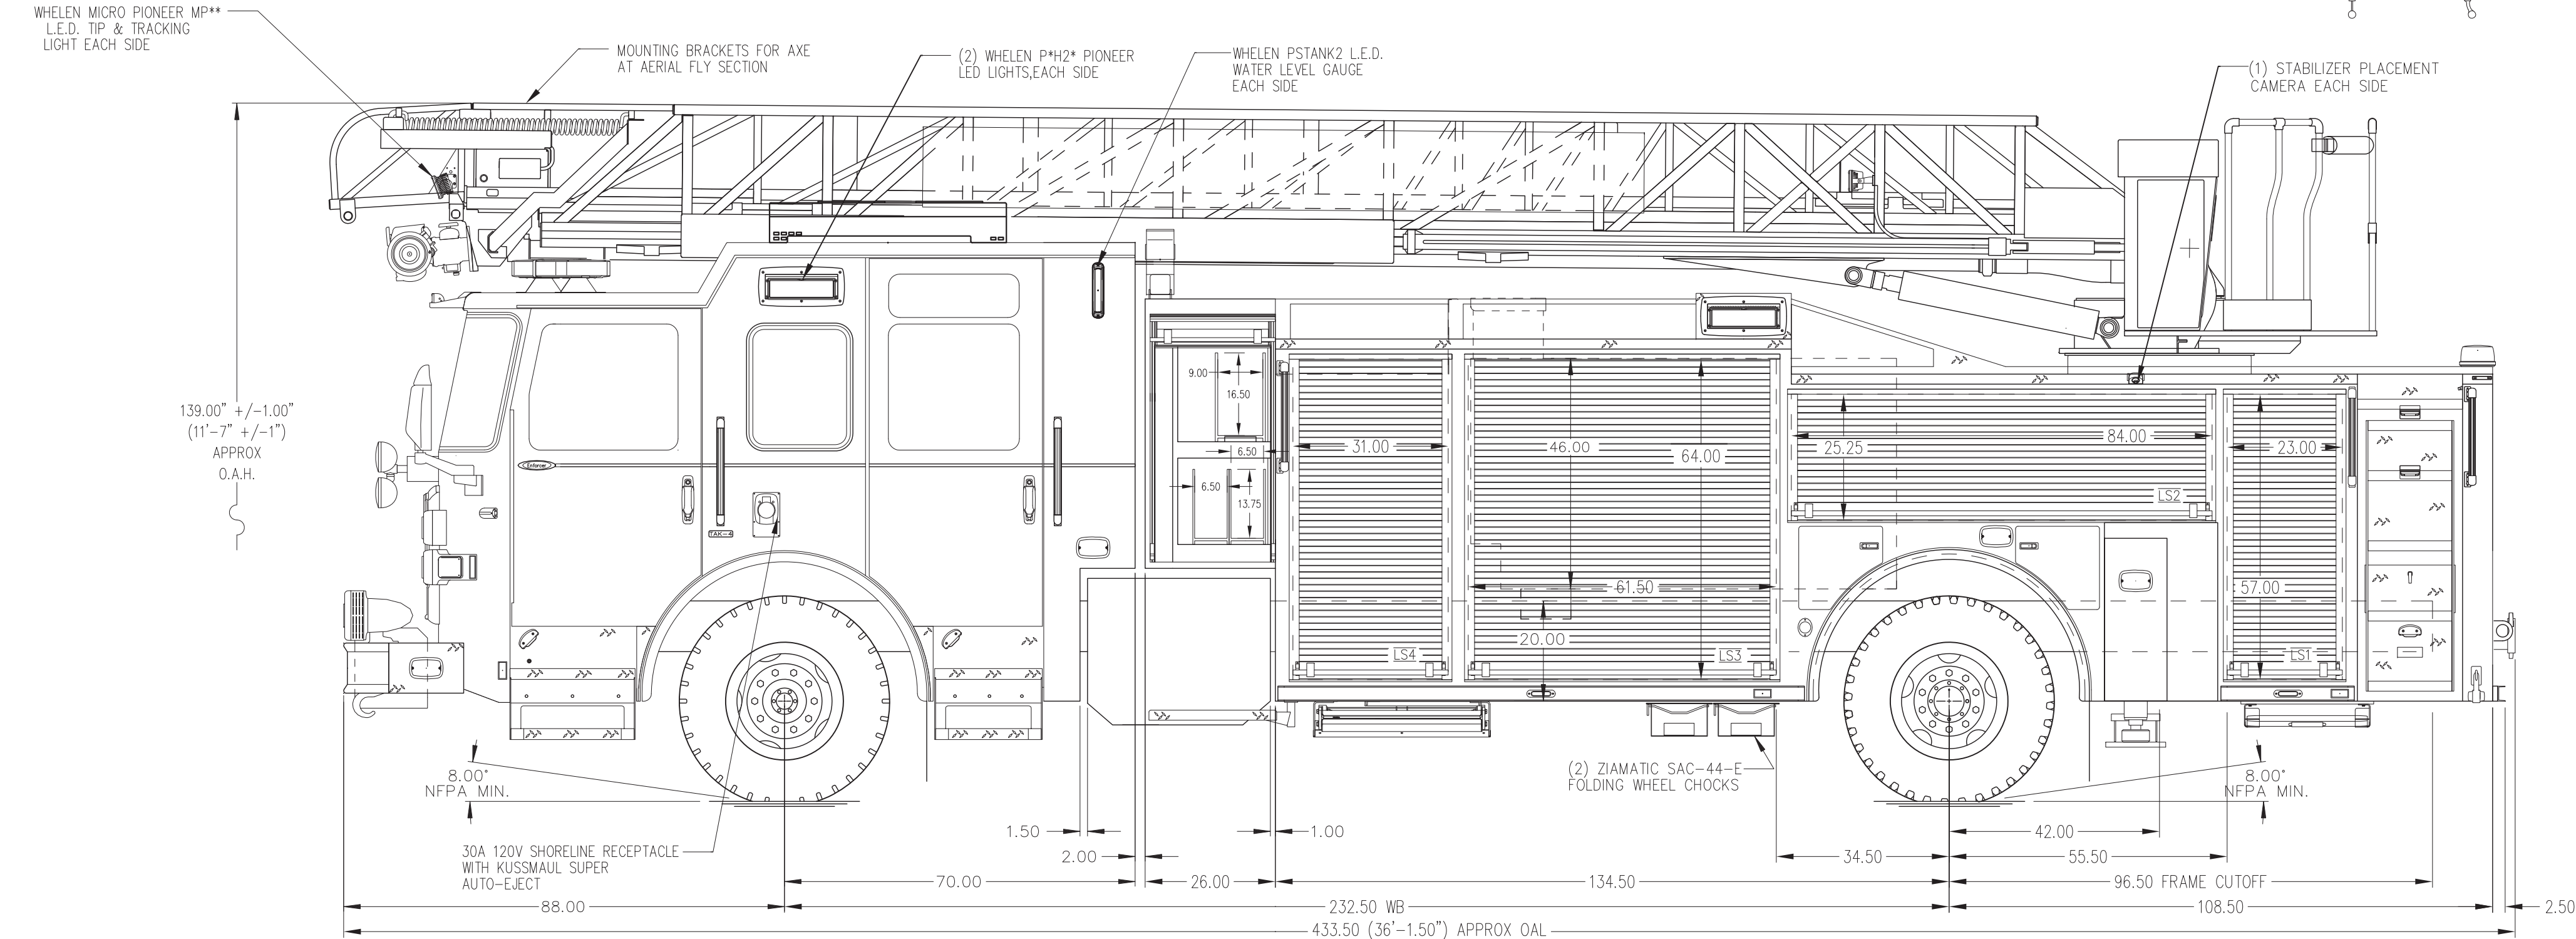 WHELEN MICRO PIONEER MP**
L.E.D. TIP & TRACKING
LIGHT EACH SIDE
MOUNTING BRACKETS FOR AXE
AT AERIAL FLY SECTION
(2) WHELEN P*H2* PIONEER
LED LIGHTS,EACH SIDE
WHELEN PSTANK2 L.E.D.
WATER LEVEL GAUGE
EACH SIDE
(1) STABILIZER PLACEMENT
CAMERA EACH SIDE
139.00" +/-1.00"
(11'-7" +/-1")
APPROX
O.A.H.
Enforcer
TAK-4
9.00
16.50
6.50
6.50
13.75
31.00
46.00
64.00
61.50
20.00
LS4
LS3
25.25
84.00
LS2
23.00
57.00
LS1
8.00°
NFPA MIN.
(2) ZIAMATIC SAC-44-E
FOLDING WHEEL CHOCKS
8.00°
NFPA MIN.
30A 120V SHORELINE RECEPTACLE
WITH KUSSMAUL SUPER
AUTO-EJECT
1.50
1.00
42.00
2.00
34.50
55.50
70.00
26.00
134.50
96.50 FRAME CUTOFF
88.00
232.50 WB
108.50
2.50
433.50 (36'-1.50") APPROX OAL